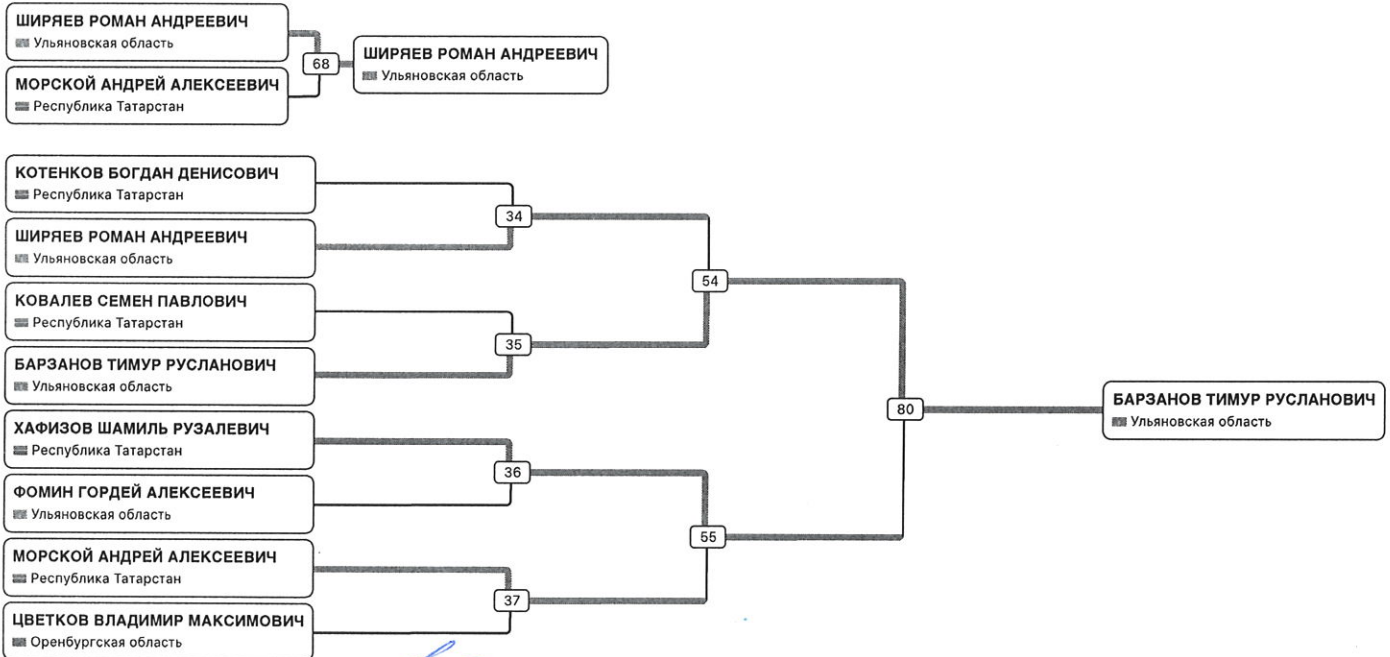 ШИРЯЕВ РОМАН АНДРЕЕВИЧ
Ульяновская область
68
ШИРЯЕВ РОМАН АНДРЕЕВИЧ
Ульяновская область
МОРСКОЙ АНДРЕЙ АЛЕКСЕЕВИЧ
Республика Татарстан
КОТЕНКОВ БОГДАН ДЕНИСОВИЧ
Республика Татарстан
34
ШИРЯЕВ РОМАН АНДРЕЕВИЧ
Ульяновская область
54
КОВАЛЕВ СЕМЕН ПАВЛОВИЧ
Республика Татарстан
35
БАРЗАНОВ ТИМУР РУСЛАНОВИЧ
Ульяновская область
80
БАРЗАНОВ ТИМУР РУСЛАНОВИЧ
Ульяновская область
ХАФИЗОВ ШАМИЛЬ РУЗАЛЕВИЧ
Республика Татарстан
36
ФОМИН ГОРДЕЙ АЛЕКСЕЕВИЧ
Ульяновская область
55
МОРСКОЙ АНДРЕЙ АЛЕКСЕЕВИЧ
Республика Татарстан
37
ЦВЕТКОВ ВЛАДИМИР МАКСИМОВИЧ
Оренбургская область